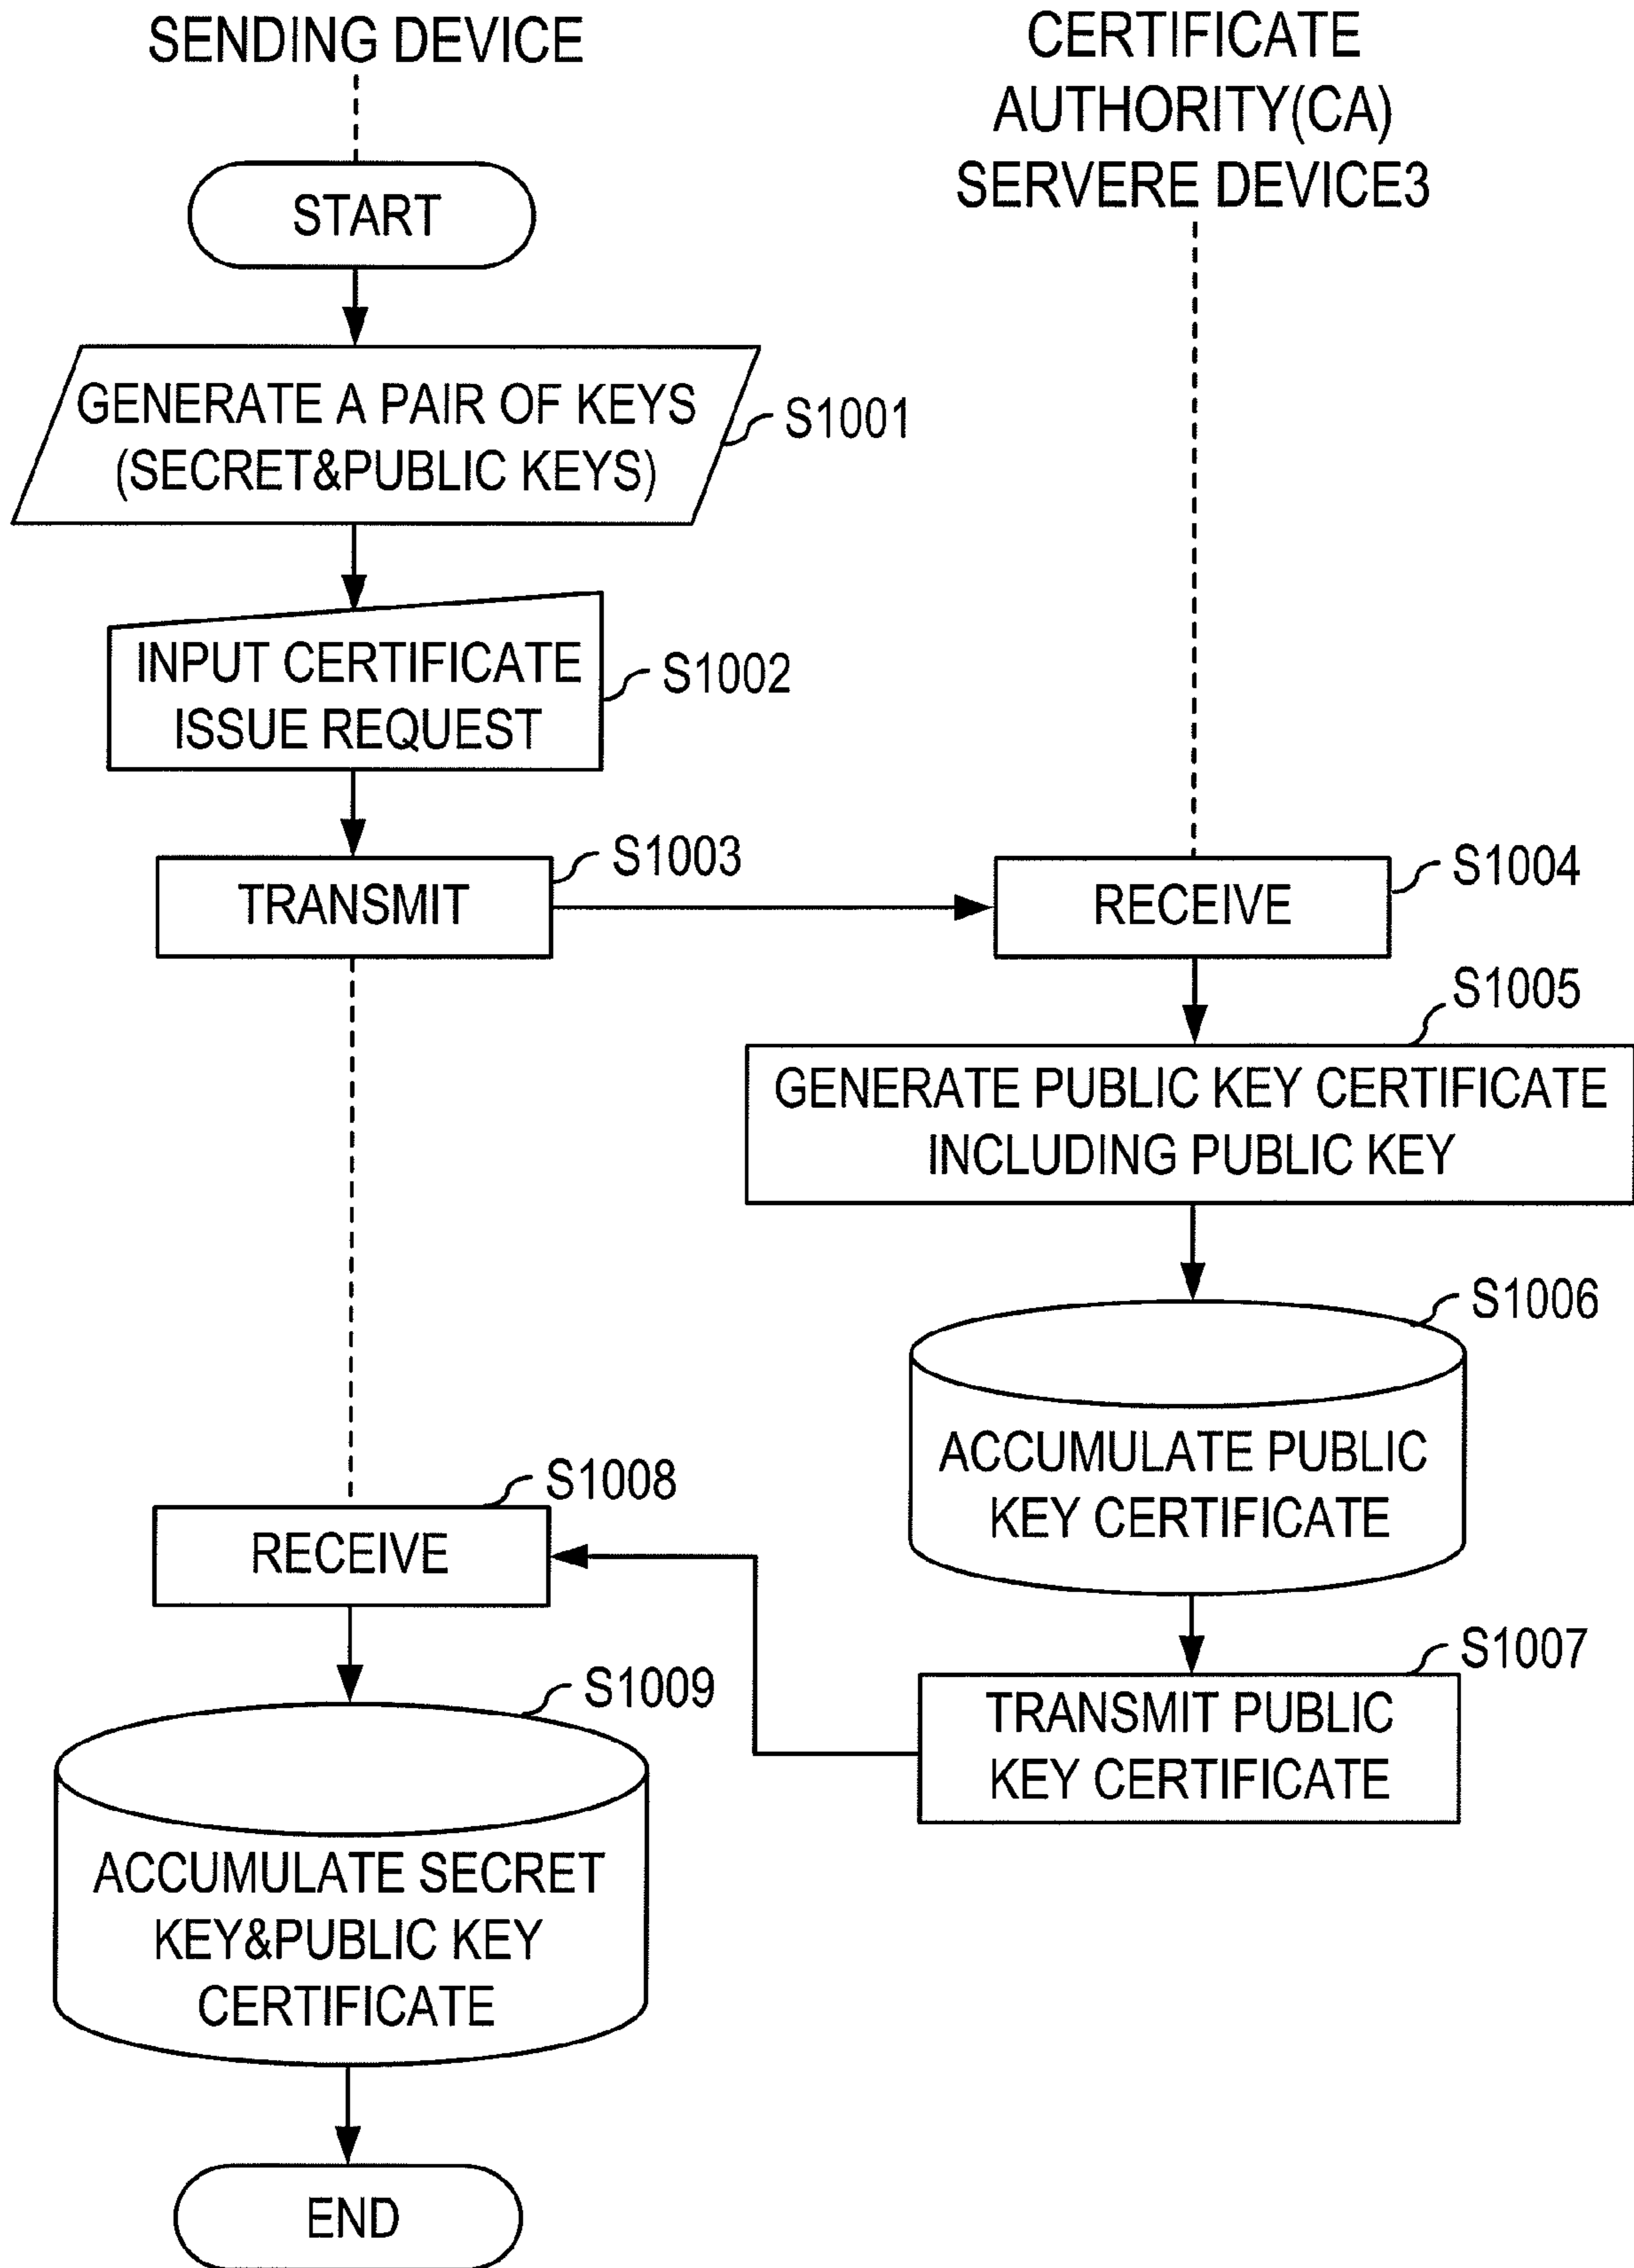 SENDING DEVICE
CERTIFICATE
AUTHORITY(CA)
SERVERE DEVICE3
START
GENERATE A PAIR OF KEYS
(SECRET&PUBLIC KEYS)
S1001
INPUT CERTIFICATE
ISSUE REQUEST
S1002
TRANSMIT
S1003
RECEIVE
S1004
GENERATE PUBLIC KEY CERTIFICATE
INCLUDING PUBLIC KEY
S1005
ACCUMULATE PUBLIC
KEY CERTIFICATE
S1006
TRANSMIT PUBLIC
KEY CERTIFICATE
S1007
RECEIVE
S1008
ACCUMULATE SECRET
KEY&PUBLIC KEY
CERTIFICATE
S1009
END